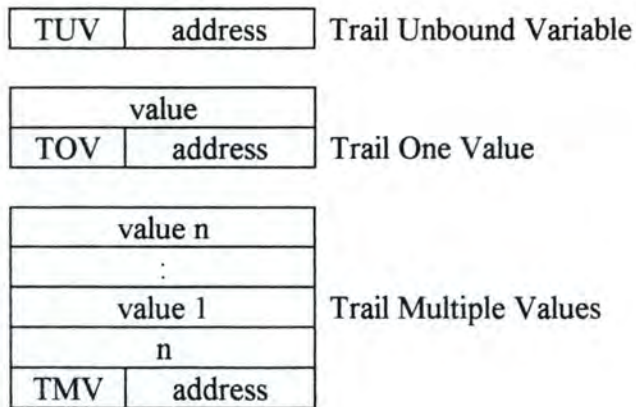 TUV address Trail Unbound Variable
value
TOV address Trail One Value
value n
:
value 1 Trail Multiple Values
n
TMV address